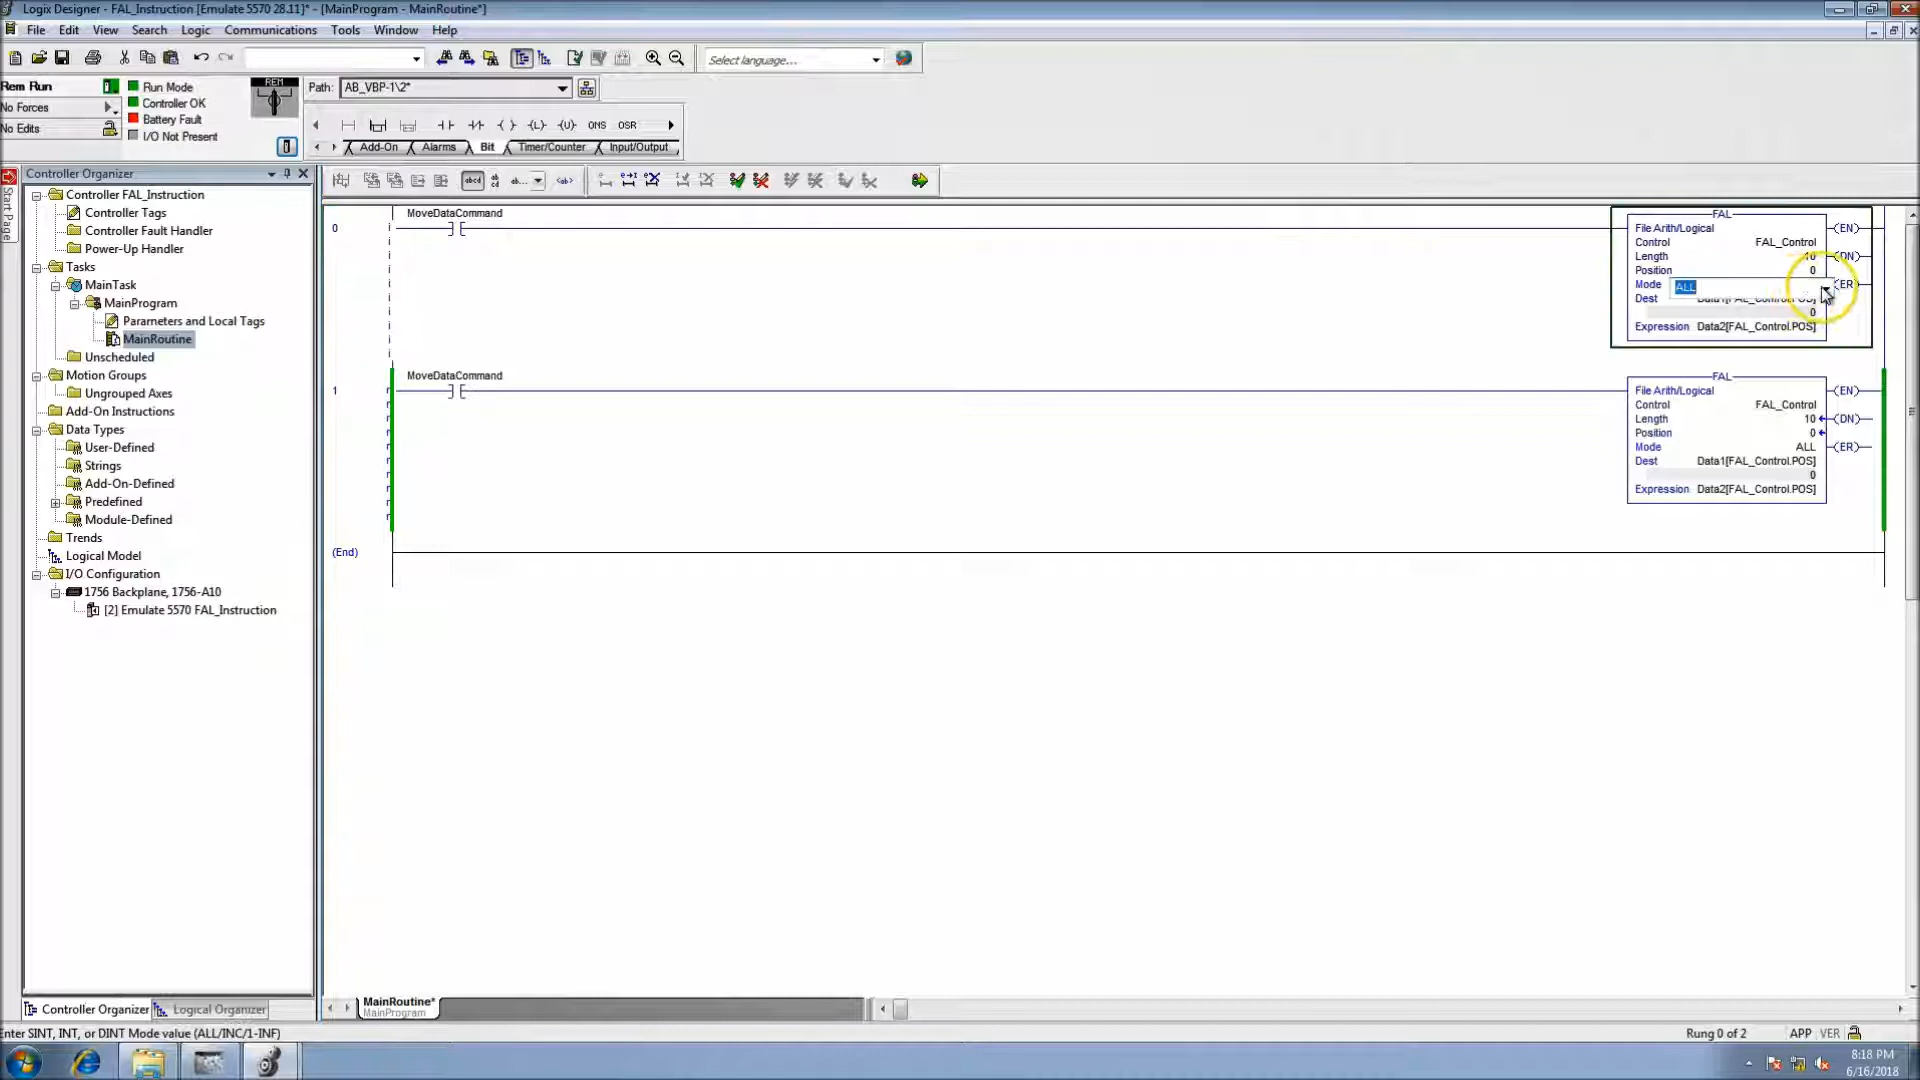 Logix Designer - FAL_Instruction [Emulate 5570 28.11]* - [MainProgram - MainRoutine*]
File Edit View Search Logic Communications Tools Window Help
Select language...
Rem Run
No Forces
No Edits
Run Mode
Controller OK
Battery Fault
I/O Not Present
REM
Path: AB_VBP-1\2*
(L) (U) ONS OSR
Add-On Alarms Bit Timer/Counter Input/Output
Start Page
Controller Organizer
Controller FAL_Instruction
Controller Tags
Controller Fault Handler
Power-Up Handler
Tasks
MainTask
MainProgram
Parameters and Local Tags
MainRoutine
Unscheduled
Motion Groups
Ungrouped Axes
Add-On Instructions
Data Types
User-Defined
Strings
Add-On-Defined
Predefined
Module-Defined
Trends
Logical Model
I/O Configuration
1756 Backplane, 1756-A10
[2] Emulate 5570 FAL_Instruction
Controller Organizer Logical Organizer
0
MoveDataCommand
FAL
File Arith/Logical (EN)
Control FAL_Control
Length 10 (DN)
Position 0
Mode ALL (ER)
Dest Data1[FAL_Control.POS]
0
Expression Data2[FAL_Control.POS]
1
MoveDataCommand
FAL
File Arith/Logical (EN)
Control FAL_Control
Length 10 (DN)
Position 0
Mode ALL (ER)
Dest Data1[FAL_Control.POS]
0
Expression Data2[FAL_Control.POS]
(End)
MainRoutine*
MainProgram
Enter SINT, INT, or DINT Mode value (ALL/INC/1-INF)
Rung 0 of 2 APP VER
8:18 PM
6/16/2018